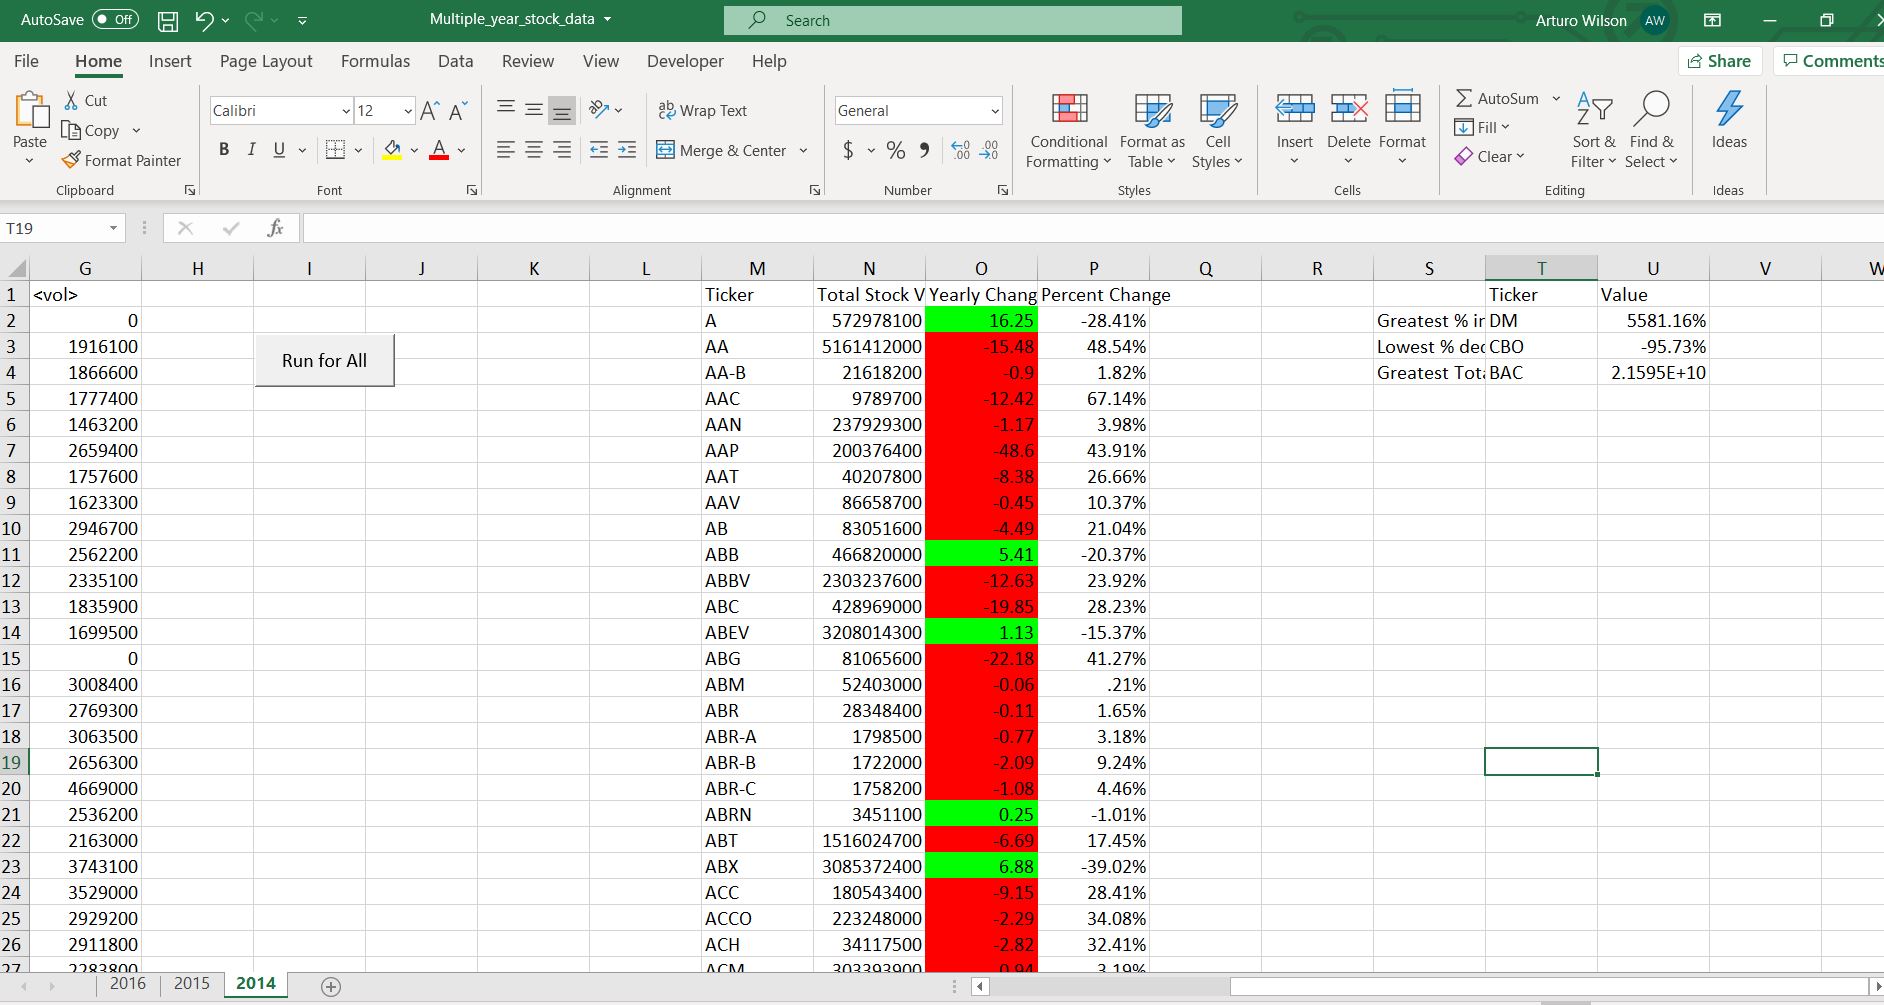 AutoSave Off Multiple_year_stock_data Search Arturo Wilson AW
File Home Insert Page Layout Formulas Data Review View Developer Help Share Comments
Paste Cut Copy Format Painter Clipboard
Calibri 12 A A B I U A Font
ab Wrap Text Merge & Center Alignment
General $ % Number
Conditional Formatting Format as Table Cell Styles Styles
Insert Delete Format Cells
AutoSum Fill Clear Sort & Filter Find & Select Editing
Ideas Ideas
T19 fx
G H I J K L M N O P Q R S T U V W
1 <vol> Ticker Total Stock V Yearly Chang Percent Change Ticker Value
2 0 A 572978100 16.25 -28.41% Greatest % in DM 5581.16%
3 1916100 Run for All AA 5161412000 -15.48 48.54% Lowest % dec CBO -95.73%
4 1866600 AA-B 21618200 -0.9 1.82% Greatest Tota BAC 2.1595E+10
5 1777400 AAC 9789700 -12.42 67.14%
6 1463200 AAN 237929300 -1.17 3.98%
7 2659400 AAP 200376400 -48.6 43.91%
8 1757600 AAT 40207800 -8.38 26.66%
9 1623300 AAV 86658700 -0.45 10.37%
10 2946700 AB 83051600 -4.49 21.04%
11 2562200 ABB 466820000 5.41 -20.37%
12 2335100 ABBV 2303237600 -12.63 23.92%
13 1835900 ABC 428969000 -19.85 28.23%
14 1699500 ABEV 3208014300 1.13 -15.37%
15 0 ABG 81065600 -22.18 41.27%
16 3008400 ABM 52403000 -0.06 .21%
17 2769300 ABR 28348400 -0.11 1.65%
18 3063500 ABR-A 1798500 -0.77 3.18%
19 2656300 ABR-B 1722000 -2.09 9.24%
20 4669000 ABR-C 1758200 -1.08 4.46%
21 2536200 ABRN 3451100 0.25 -1.01%
22 2163000 ABT 1516024700 -6.69 17.45%
23 3743100 ABX 3085372400 6.88 -39.02%
24 3529000 ACC 180543400 -9.15 28.41%
25 2929200 ACCO 223248000 -2.29 34.08%
26 2911800 ACH 34117500 -2.82 32.41%
27 2283800 ACM 303393900 3.19%
2016 2015 2014